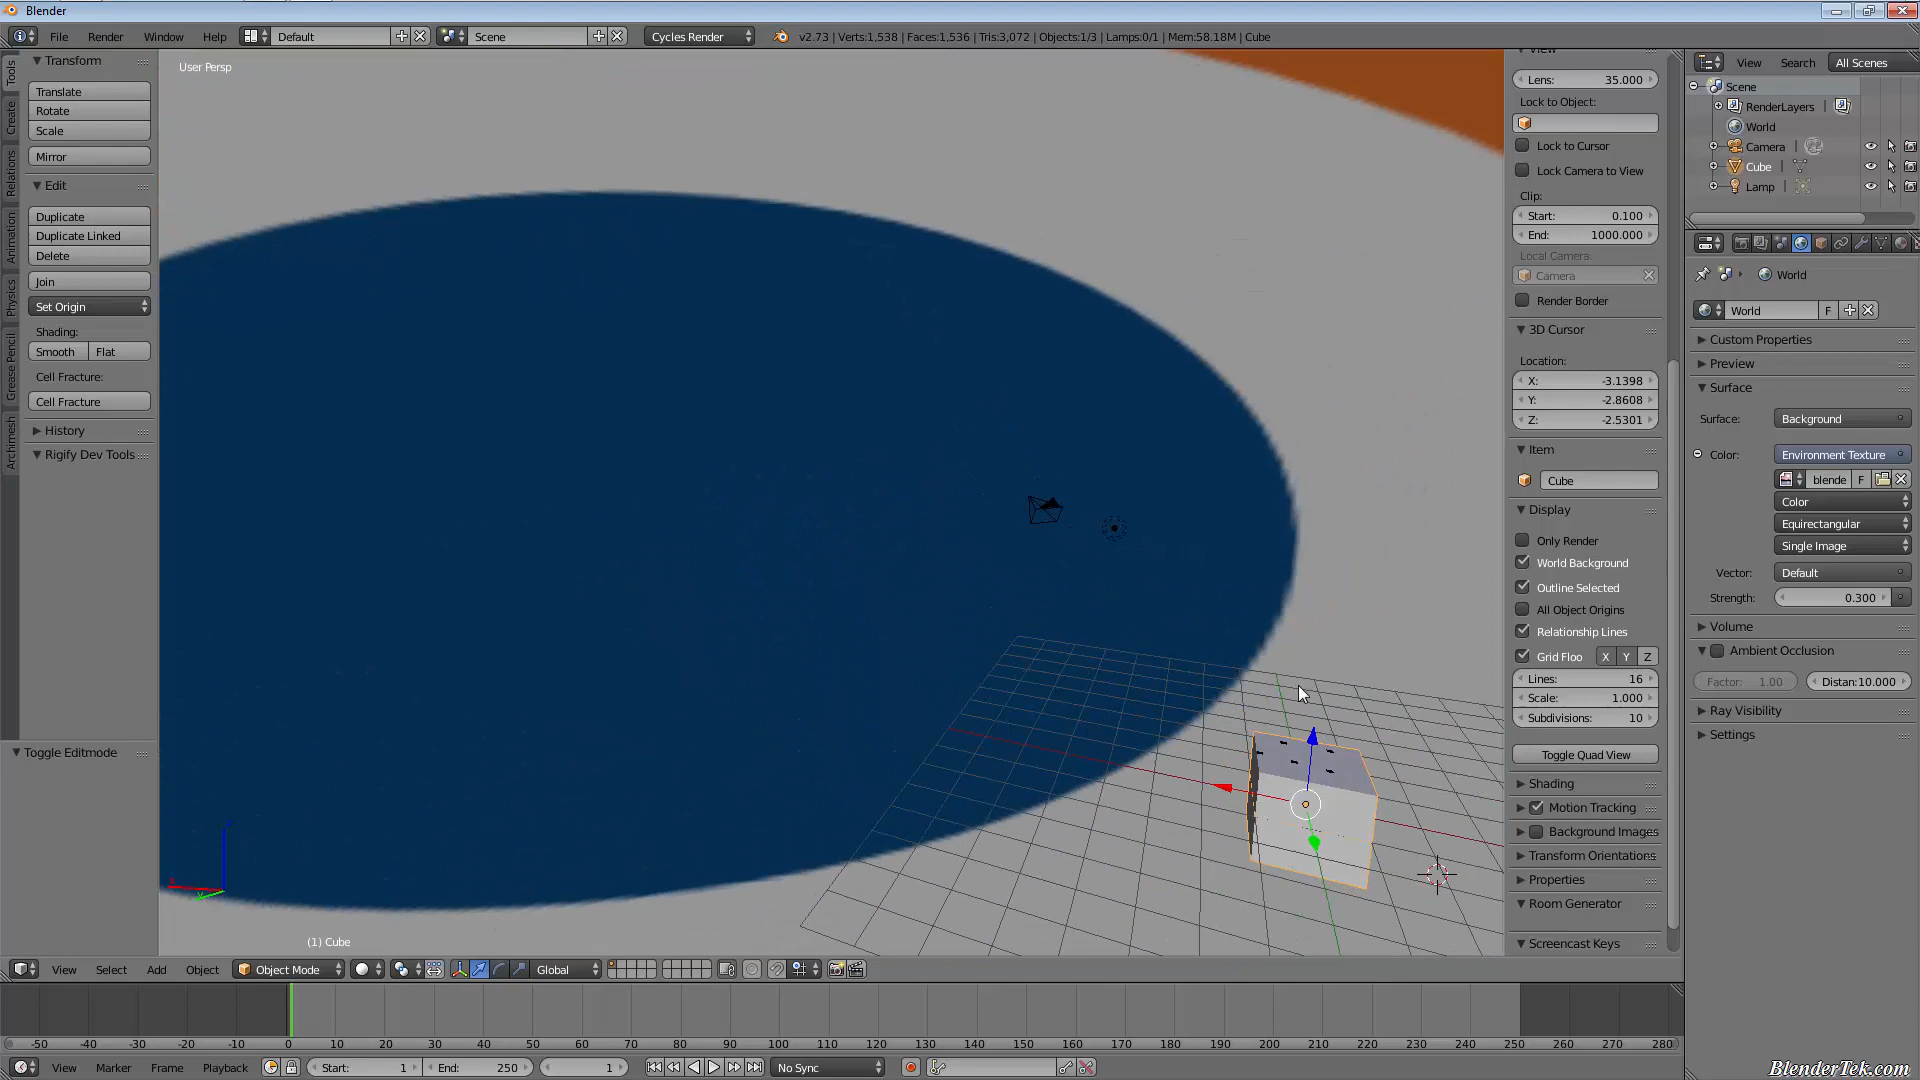 Blender
File Render Window Help Default Scene Cycles Render v2.73 | Verts:1,538 | Faces:1,536 | Tris:3,072 | Objects:1/3 | Lamps:0/1 | Mem:58.18M | Cube
Tools
Create
Relations
Animation
Physics
Grease Pencil
Archimesh
Transform
Translate
Rotate
Scale
Mirror
Edit
Duplicate
Duplicate Linked
Delete
Join
Set Origin
Shading:
Smooth Flat
Cell Fracture:
Cell Fracture
History
Rigify Dev Tools
Toggle Editmode
User Persp
(1) Cube
View
Lens: 35.000
Lock to Object:
Lock to Cursor
Lock Camera to View
Clip:
Start: 0.100
End: 1000.000
Local Camera:
Camera
Render Border
3D Cursor
Location:
X: -3.1398
Y: -2.8608
Z: -2.5301
Item
Cube
Display
Only Render
World Background
Outline Selected
All Object Origins
Relationship Lines
Grid Floo X Y Z
Lines: 16
Scale: 1.000
Subdivisions: 10
Toggle Quad View
Shading
Motion Tracking
Background Images
Transform Orientations
Properties
Room Generator
Screencast Keys
View Search All Scenes
Scene
RenderLayers
World
Camera
Cube
Lamp
World
World F
Custom Properties
Preview
Surface
Surface: Background
Color: Environment Texture
blende F
Color
Equirectangular
Single Image
Vector: Default
Strength: 0.300
Volume
Ambient Occlusion
Factor: 1.00 Distan:10.000
Ray Visibility
Settings
View Select Add Object Object Mode Global
-50 -40 -30 -20 -10 0 10 20 30 40 50 60 70 80 90 100 110 120 130 140 150 160 170 180 190 200 210 220 230 240 250 260 270 280
View Marker Frame Playback Start: 1 End: 250 1 No Sync
BlenderTek.com